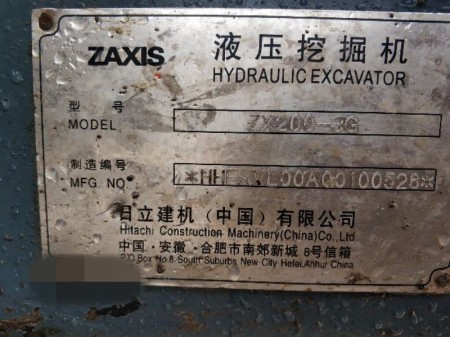 ZAXIS 液压挖掘机
HYDRAULIC EXCAVATOR
型号
MODEL ZX200-3G
制造编号
MFG. NO.
日立建机（中国）有限公司
Hitachi Construction Machinery(China)Co.,Ltd.
中国·安徽·合肥市南郊新城 8号信箱
P.O Box No.8 South Suburbs New City Hefei,Anhur China